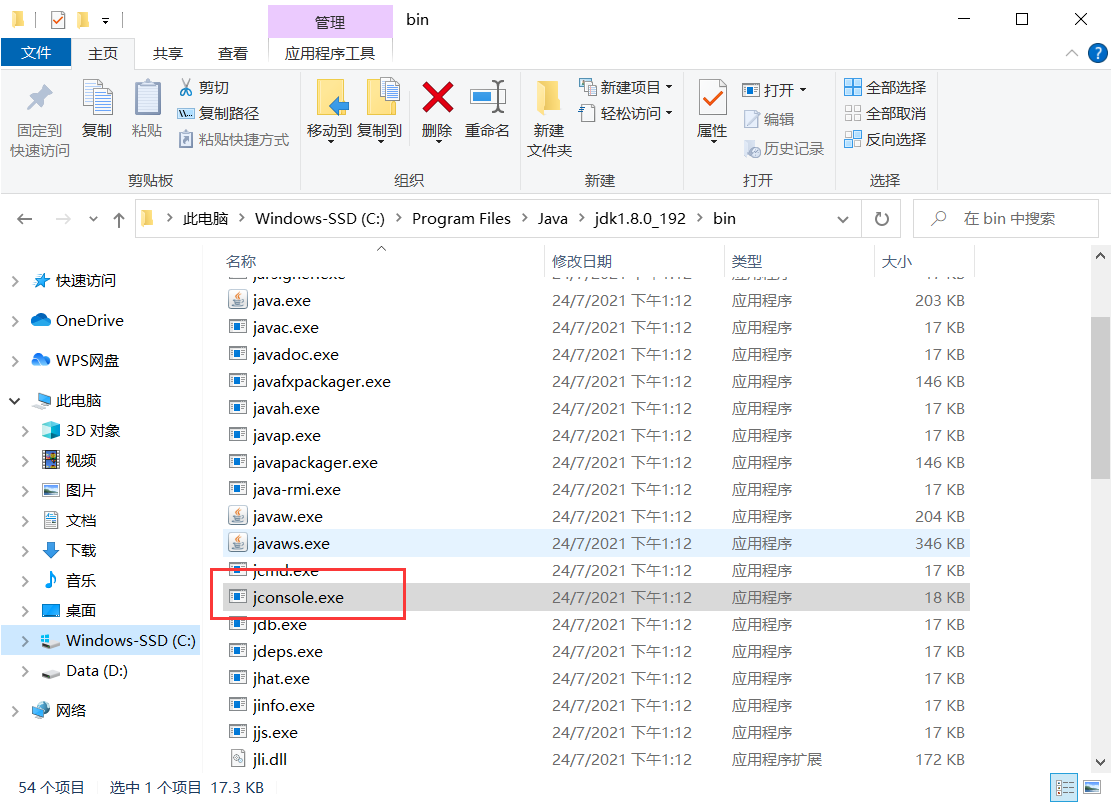 管理
bin
文件
主页
共享
查看
应用程序工具
固定到
快速访问
复制
粘贴
剪切
复制路径
粘贴快捷方式
剪贴板
移动到
复制到
删除
重命名
组织
新建
文件夹
新建项目
轻松访问
新建
属性
打开
编辑
历史记录
打开
全部选择
全部取消
反向选择
选择
此电脑 > Windows-SSD (C:) > Program Files > Java > jdk1.8.0_192 > bin
在 bin 中搜索
快速访问
OneDrive
WPS网盘
此电脑
3D 对象
视频
图片
文档
下载
音乐
桌面
Windows-SSD (C:)
Data (D:)
网络
名称 修改日期 类型 大小
jarsigner.exe 24/7/2021 下午1:12 应用程序 17 KB
java.exe 24/7/2021 下午1:12 应用程序 203 KB
javac.exe 24/7/2021 下午1:12 应用程序 17 KB
javadoc.exe 24/7/2021 下午1:12 应用程序 17 KB
javafxpackager.exe 24/7/2021 下午1:12 应用程序 146 KB
javah.exe 24/7/2021 下午1:12 应用程序 17 KB
javap.exe 24/7/2021 下午1:12 应用程序 17 KB
javapackager.exe 24/7/2021 下午1:12 应用程序 146 KB
java-rmi.exe 24/7/2021 下午1:12 应用程序 17 KB
javaw.exe 24/7/2021 下午1:12 应用程序 204 KB
javaws.exe 24/7/2021 下午1:12 应用程序 346 KB
jcmd.exe 24/7/2021 下午1:12 应用程序 17 KB
jconsole.exe 24/7/2021 下午1:12 应用程序 18 KB
jdb.exe 24/7/2021 下午1:12 应用程序 17 KB
jdeps.exe 24/7/2021 下午1:12 应用程序 17 KB
jhat.exe 24/7/2021 下午1:12 应用程序 17 KB
jinfo.exe 24/7/2021 下午1:12 应用程序 17 KB
jjs.exe 24/7/2021 下午1:12 应用程序 17 KB
jli.dll 24/7/2021 下午1:12 应用程序扩展 172 KB
54 个项目 选中 1 个项目 17.3 KB